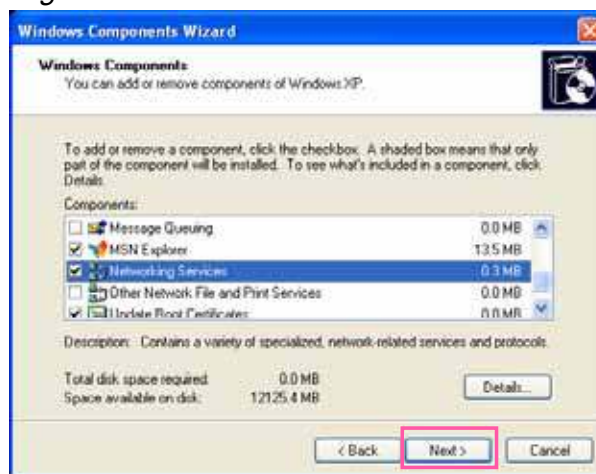 Windows Components Wizard
Windows Components
You can add or remove components of Windows XP.
To add or remove a component, click the checkbox. A shaded box means that only
part of the component will be installed. To see what's included in a component, click
Details.
Components:
Message Queuing 0.0 MB
MSN Explorer 13.5 MB
Networking Services 0.3 MB
Other Network File and Print Services 0.0 MB
Update Root Certificates 0.0 MB
Description: Contains a variety of specialized, network-related services and protocols.
Total disk space required: 0.0 MB
Space available on disk: 12125.4 MB
Details...
< Back Next > Cancel